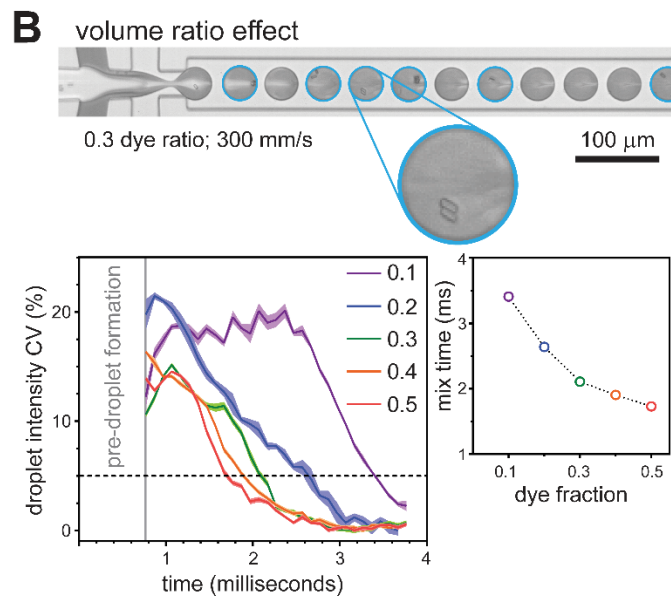 B
volume ratio effect
0.3 dye ratio; 300 mm/s
100 μm
droplet intensity CV (%)
20
10
0
pre-droplet formation
0.1
0.2
0.3
0.4
0.5
1
2
3
4
time (milliseconds)
mix time (ms)
4
3
2
1
0.1
0.3
0.5
dye fraction